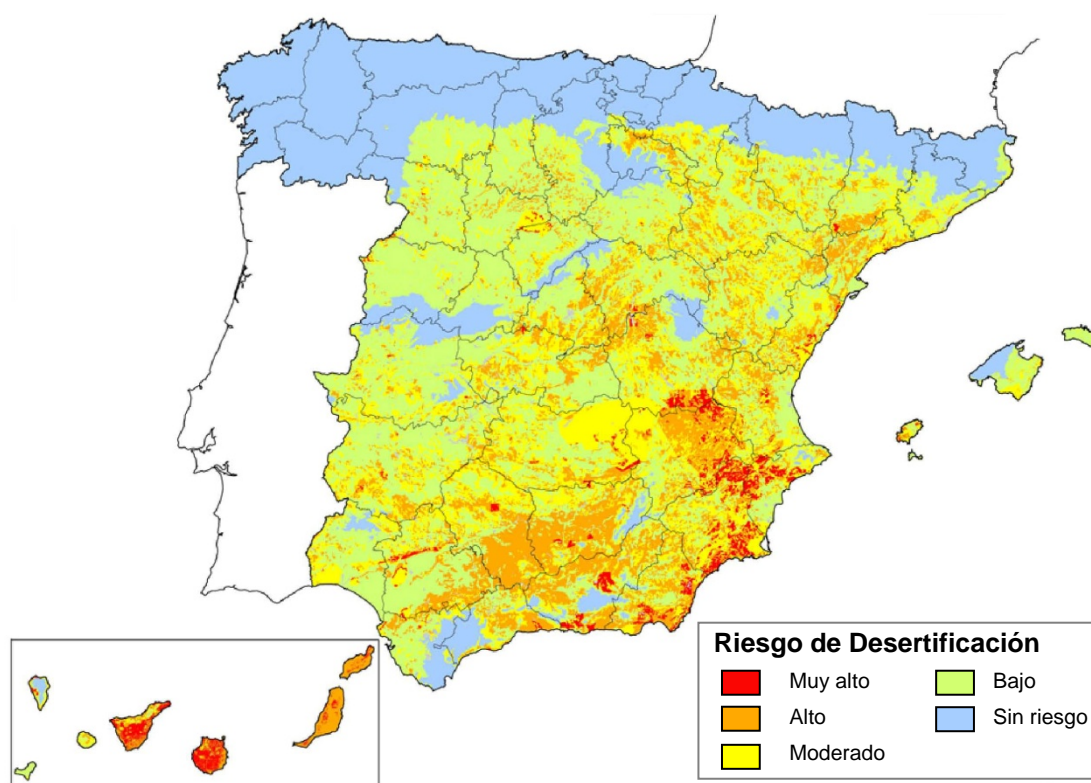 Riesgo de Desertificación
Muy alto
Bajo
Alto
Sin riesgo
Moderado